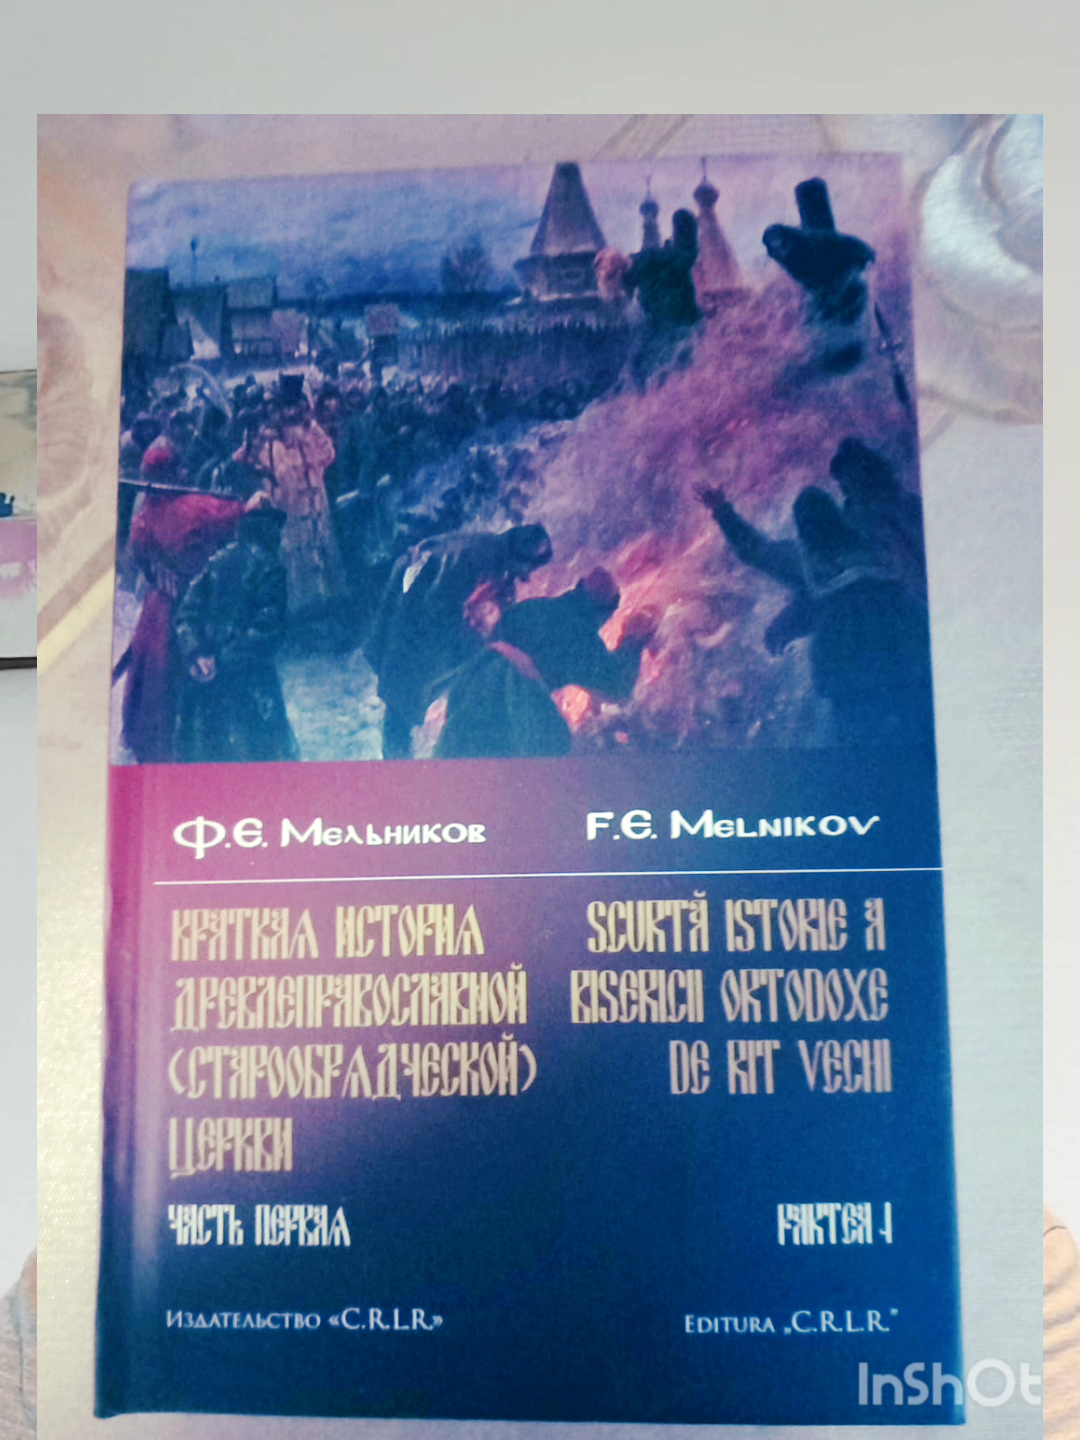 Ф.Е. Мельников
F.E. Melnikov
КРАТКАЯ ИСТОРИЯ
ДРЕВЛЕПРАВОСЛАВНОЙ
(СТАРООБРЯДЧЕСКОЙ)
ЦЕРКВИ
SCURTĂ ISTORIE A
BISERICII ORTODOXE
DE RIT VECHI
ЧАСТЬ ПЕРВАЯ
PARTEA I
Издательство «C.R.L.R.»
Editura „C.R.L.R.”
InShOt